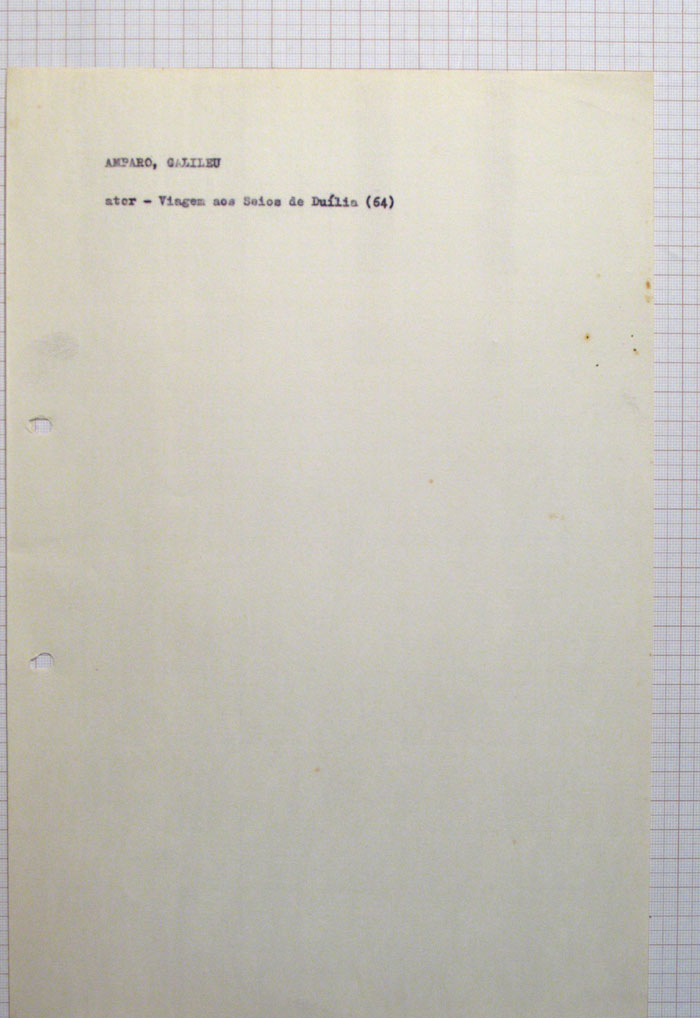 AMPARO, GALILEU
ator - Viagem aos Seios de Duília (64)